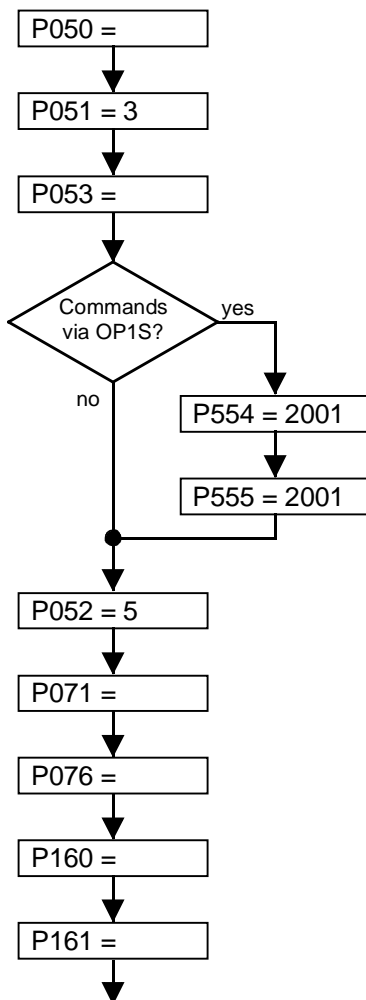 P050 =
P051 = 3
P053 =
Commands
via OP1S?
yes
no
P554 = 2001
P555 = 2001
P052 = 5
P071 =
P076 =
P160 =
P161 =